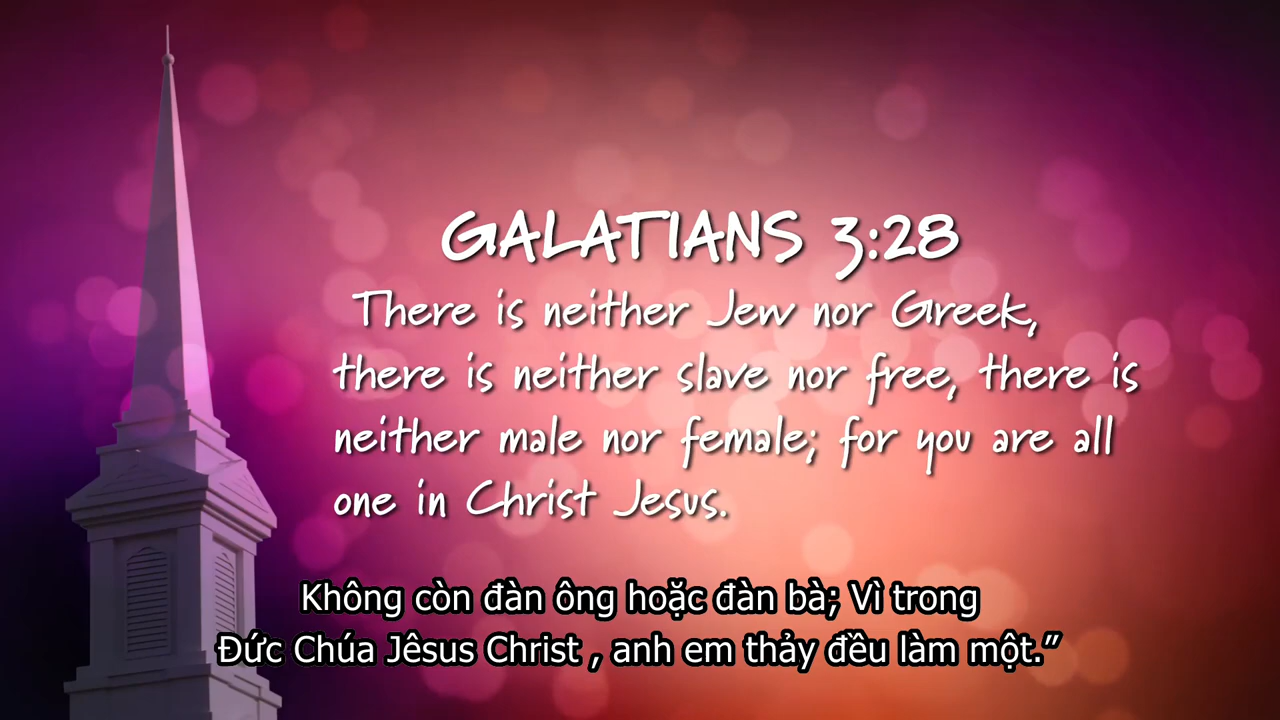 GALATIANS 3:28
There is neither Jew nor Greek,
there is neither slave nor free, there is
neither male nor female; for you are all
one in Christ Jesus.
Không còn đàn ông hoặc đàn bà; Vì trong
Đức Chúa Jêsus Christ , anh em thảy đều làm một.”